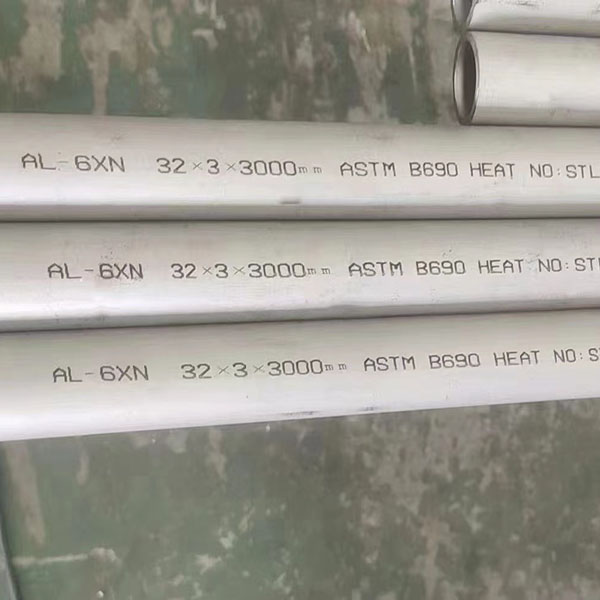 AL-6XN 32×3×3000mm ASTM B690 HEAT NO: STL
AL-6XN 32×3×3000mm ASTM B690 HEAT NO: ST
AL-6XN 32×3×3000mm ASTM B690 HEAT NO: S